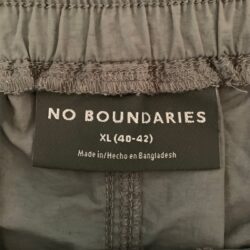 NO BOUNDARIES
XL (40-42)
Made in/Hecho en Bangladesh